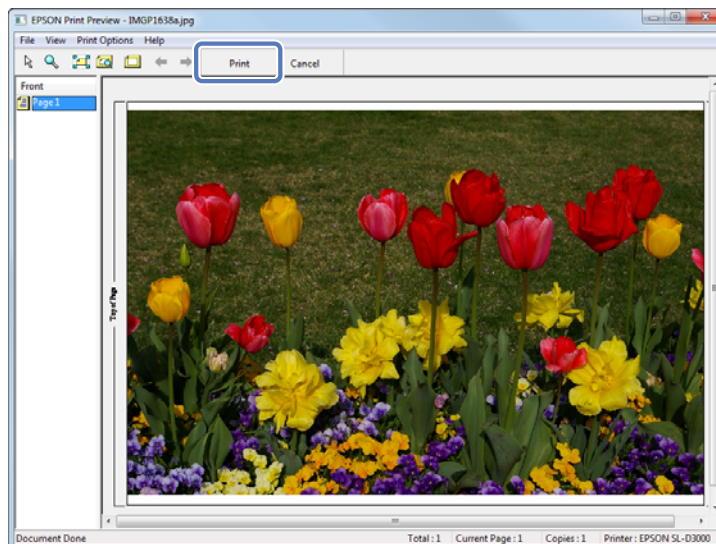 EPSON Print Preview - IMGP1638a.jpg
File View Print Options Help
Print Cancel
Front
Page 1
Top of Page
Document Done Total : 1 Current Page : 1 Copies : 1 Printer : EPSON SL-D3000